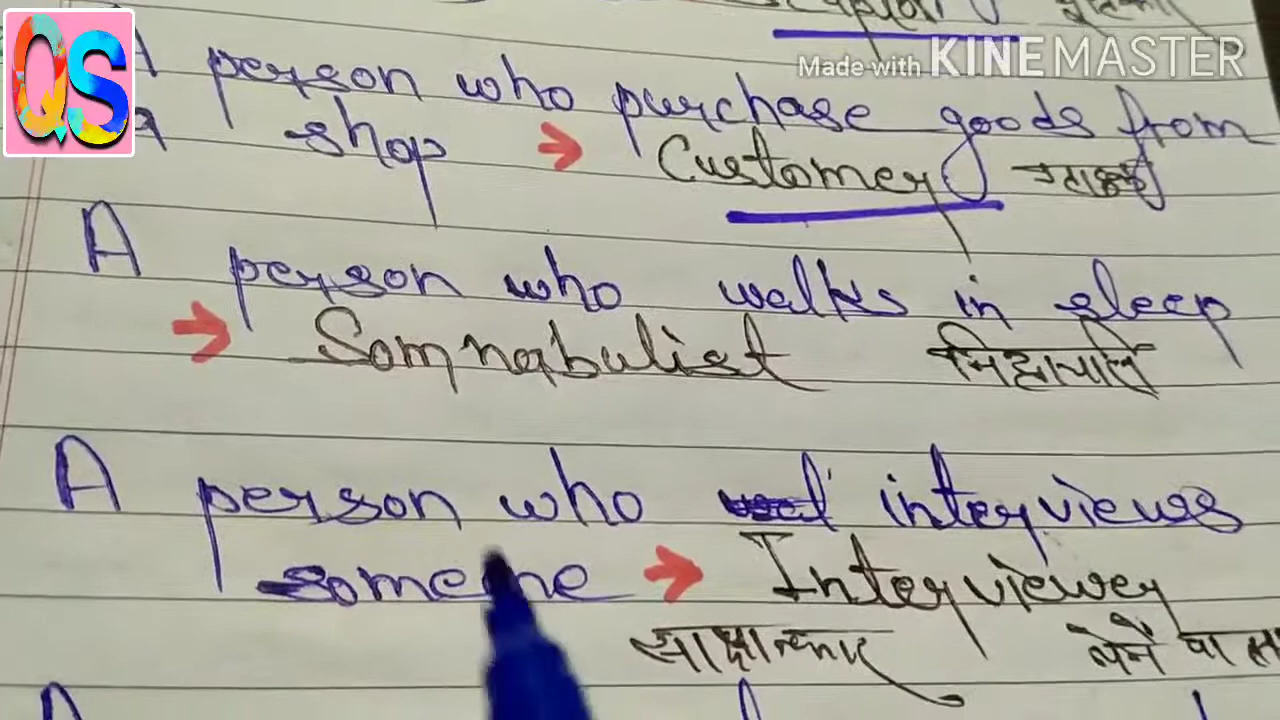 Made with KINEMASTER
QS
A person who purchase goods from
a shop → Customer ग्राहक
A person who walks in sleep
→ Somnabulist निद्राचारी
A person who interviews
someone → Interviewer
साक्षात्कार लेने वाला